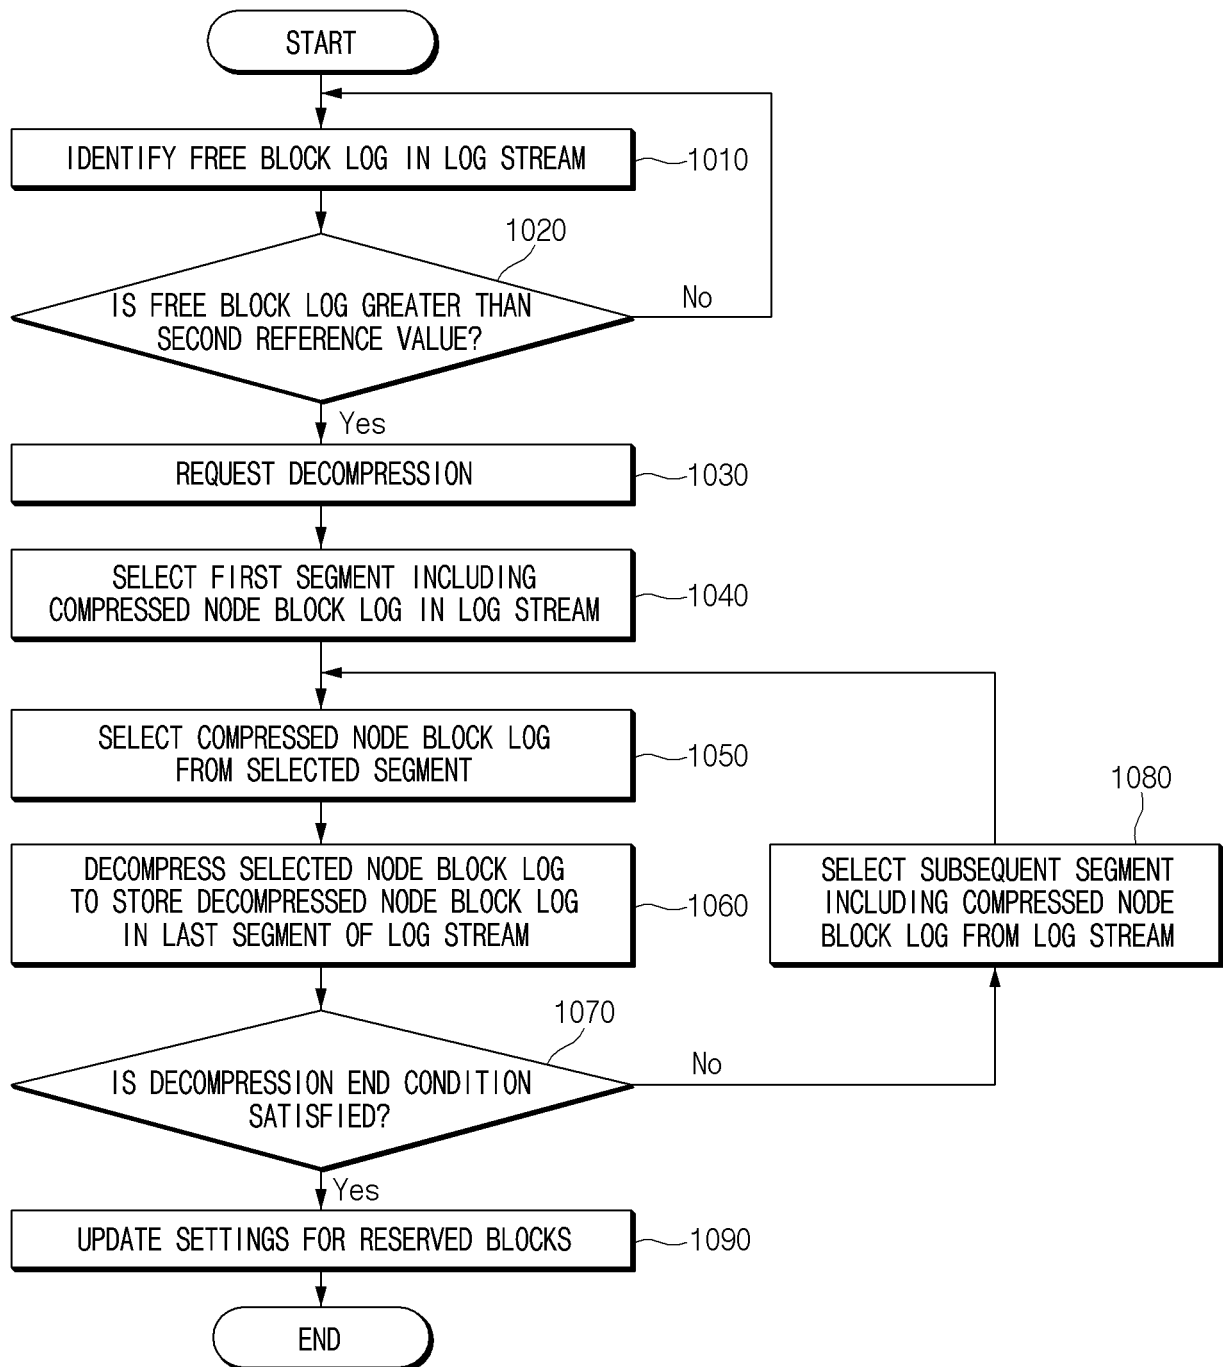 START
IDENTIFY FREE BLOCK LOG IN LOG STREAM
1010
1020
IS FREE BLOCK LOG GREATER THAN
SECOND REFERENCE VALUE?
No
Yes
REQUEST DECOMPRESSION
1030
SELECT FIRST SEGMENT INCLUDING
COMPRESSED NODE BLOCK LOG IN LOG STREAM
1040
SELECT COMPRESSED NODE BLOCK LOG
FROM SELECTED SEGMENT
1050
DECOMPRESS SELECTED NODE BLOCK LOG
TO STORE DECOMPRESSED NODE BLOCK LOG
IN LAST SEGMENT OF LOG STREAM
1060
1080
SELECT SUBSEQUENT SEGMENT
INCLUDING COMPRESSED NODE
BLOCK LOG FROM LOG STREAM
1070
IS DECOMPRESSION END CONDITION
SATISFIED?
No
Yes
UPDATE SETTINGS FOR RESERVED BLOCKS
1090
END